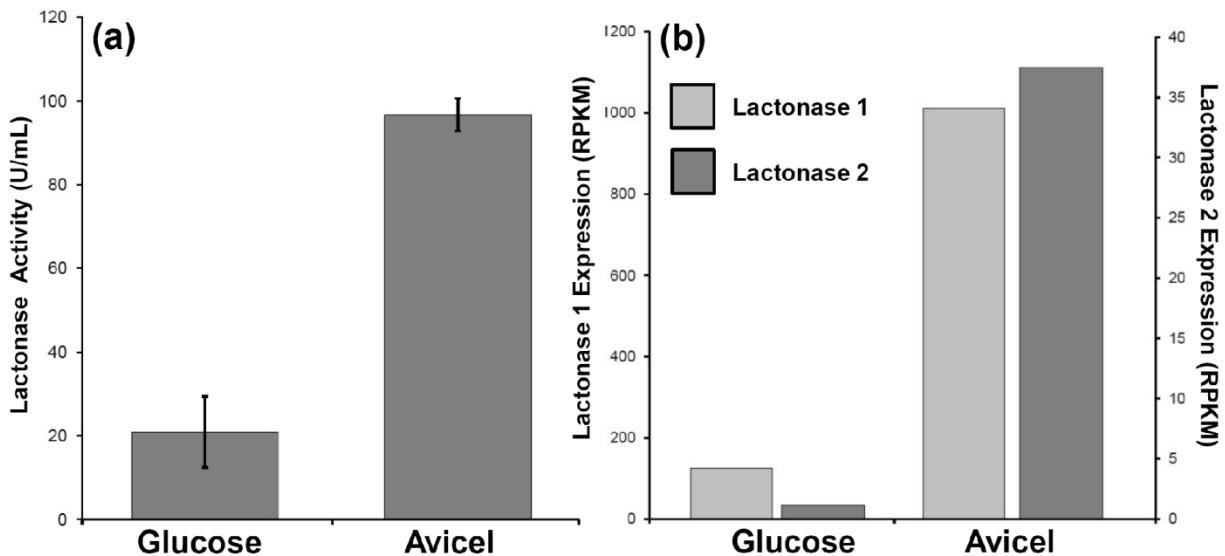 (a)
Lactonase Activity (U/mL)
120
100
80
60
40
20
0
Glucose
Avicel
(b)
Lactonase 1 Expression (RPKM)
1200
1000
800
600
400
200
0
Lactonase 1
Lactonase 2
Glucose
Avicel
40
35
30
25
20
15
10
5
0
Lactonase 2 Expression (RPKM)